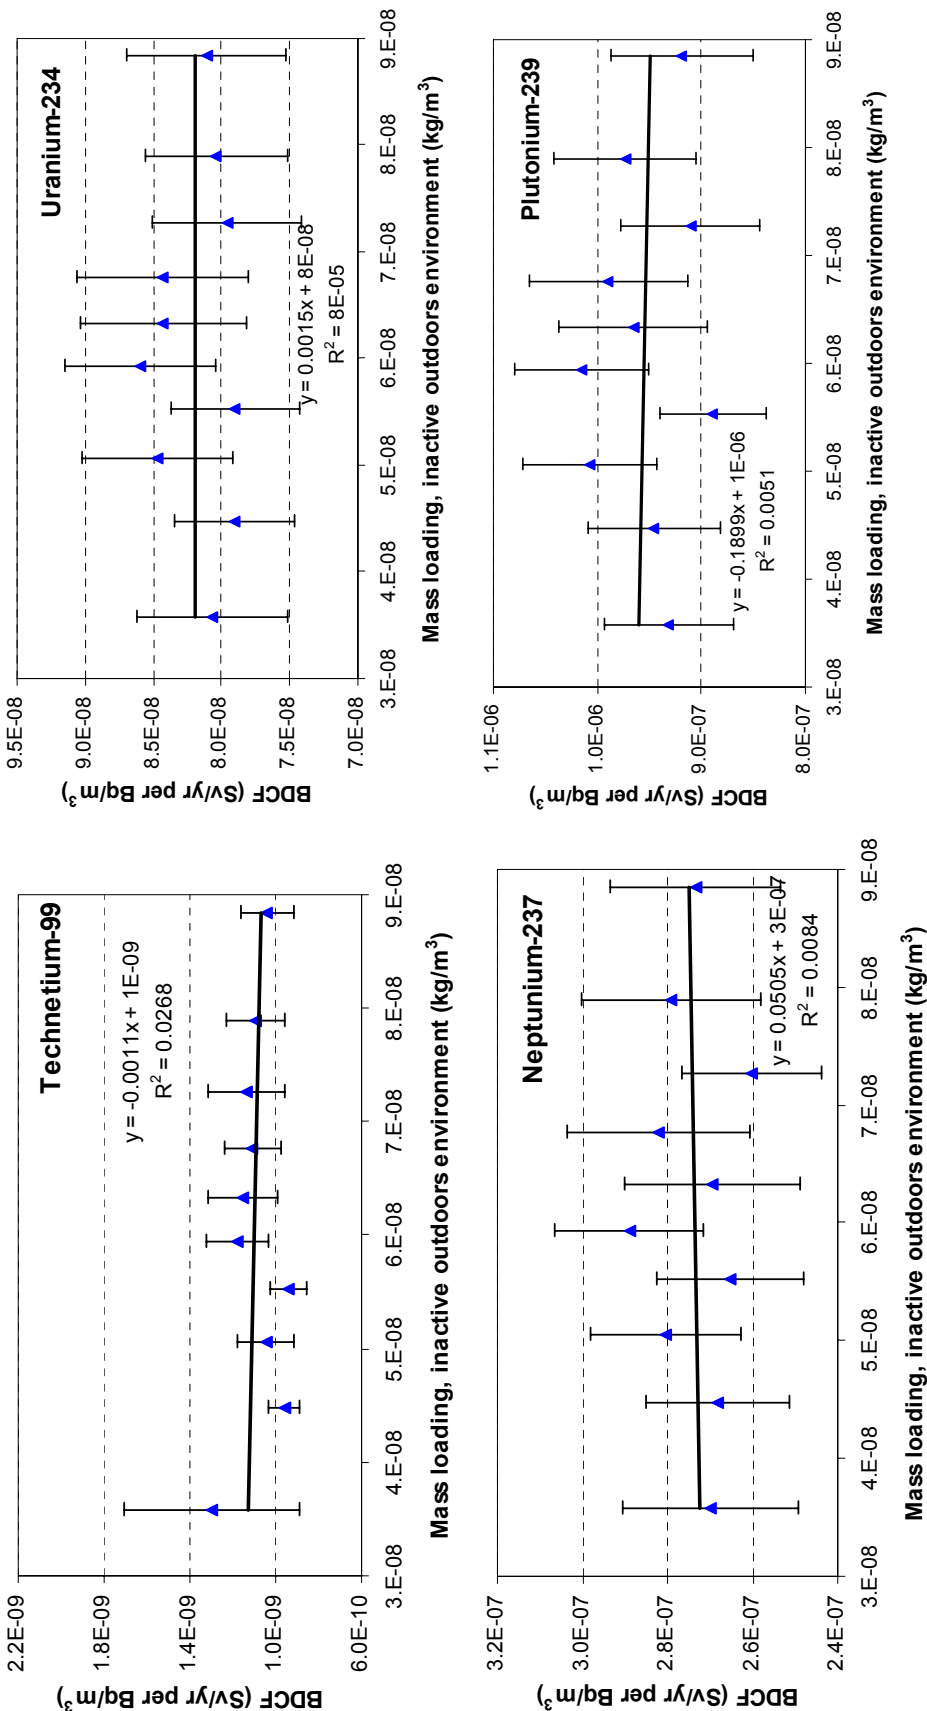 Technetium-99
y = -0.0011x + 1E-09
R² = 0.0268
2.2E-09
1.8E-09
1.4E-09
1.0E-09
6.0E-10
BDCF (Sv/yr per Bq/m³)
3.E-08 4.E-08 5.E-08 6.E-08 7.E-08 8.E-08 9.E-08
Mass loading, inactive outdoors environment (kg/m³)
Uranium-234
y = 0.0015x + 8E-08
R² = 8E-05
9.5E-08
9.0E-08
8.5E-08
8.0E-08
7.5E-08
7.0E-08
BDCF (Sv/yr per Bq/m³)
3.E-08 4.E-08 5.E-08 6.E-08 7.E-08 8.E-08 9.E-08
Mass loading, inactive outdoors environment (kg/m³)
Neptunium-237
y = 0.0505x + 3E-07
R² = 0.0084
3.2E-07
3.0E-07
2.8E-07
2.6E-07
2.4E-07
BDCF (Sv/yr per Bq/m³)
3.E-08 4.E-08 5.E-08 6.E-08 7.E-08 8.E-08 9.E-08
Mass loading, inactive outdoors environment (kg/m³)
Plutonium-239
y = -0.1899x + 1E-06
R² = 0.0051
1.1E-06
1.0E-06
9.0E-07
8.0E-07
BDCF (Sv/yr per Bq/m³)
3.E-08 4.E-08 5.E-08 6.E-08 7.E-08 8.E-08 9.E-08
Mass loading, inactive outdoors environment (kg/m³)